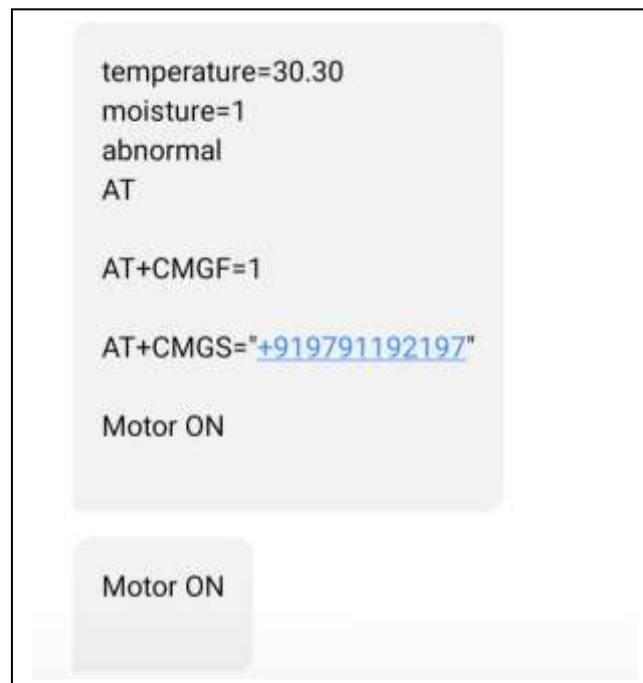 temperature=30.30
moisture=1
abnormal
AT
AT+CMGF=1
AT+CMGS="+919791192197"
Motor ON
Motor ON